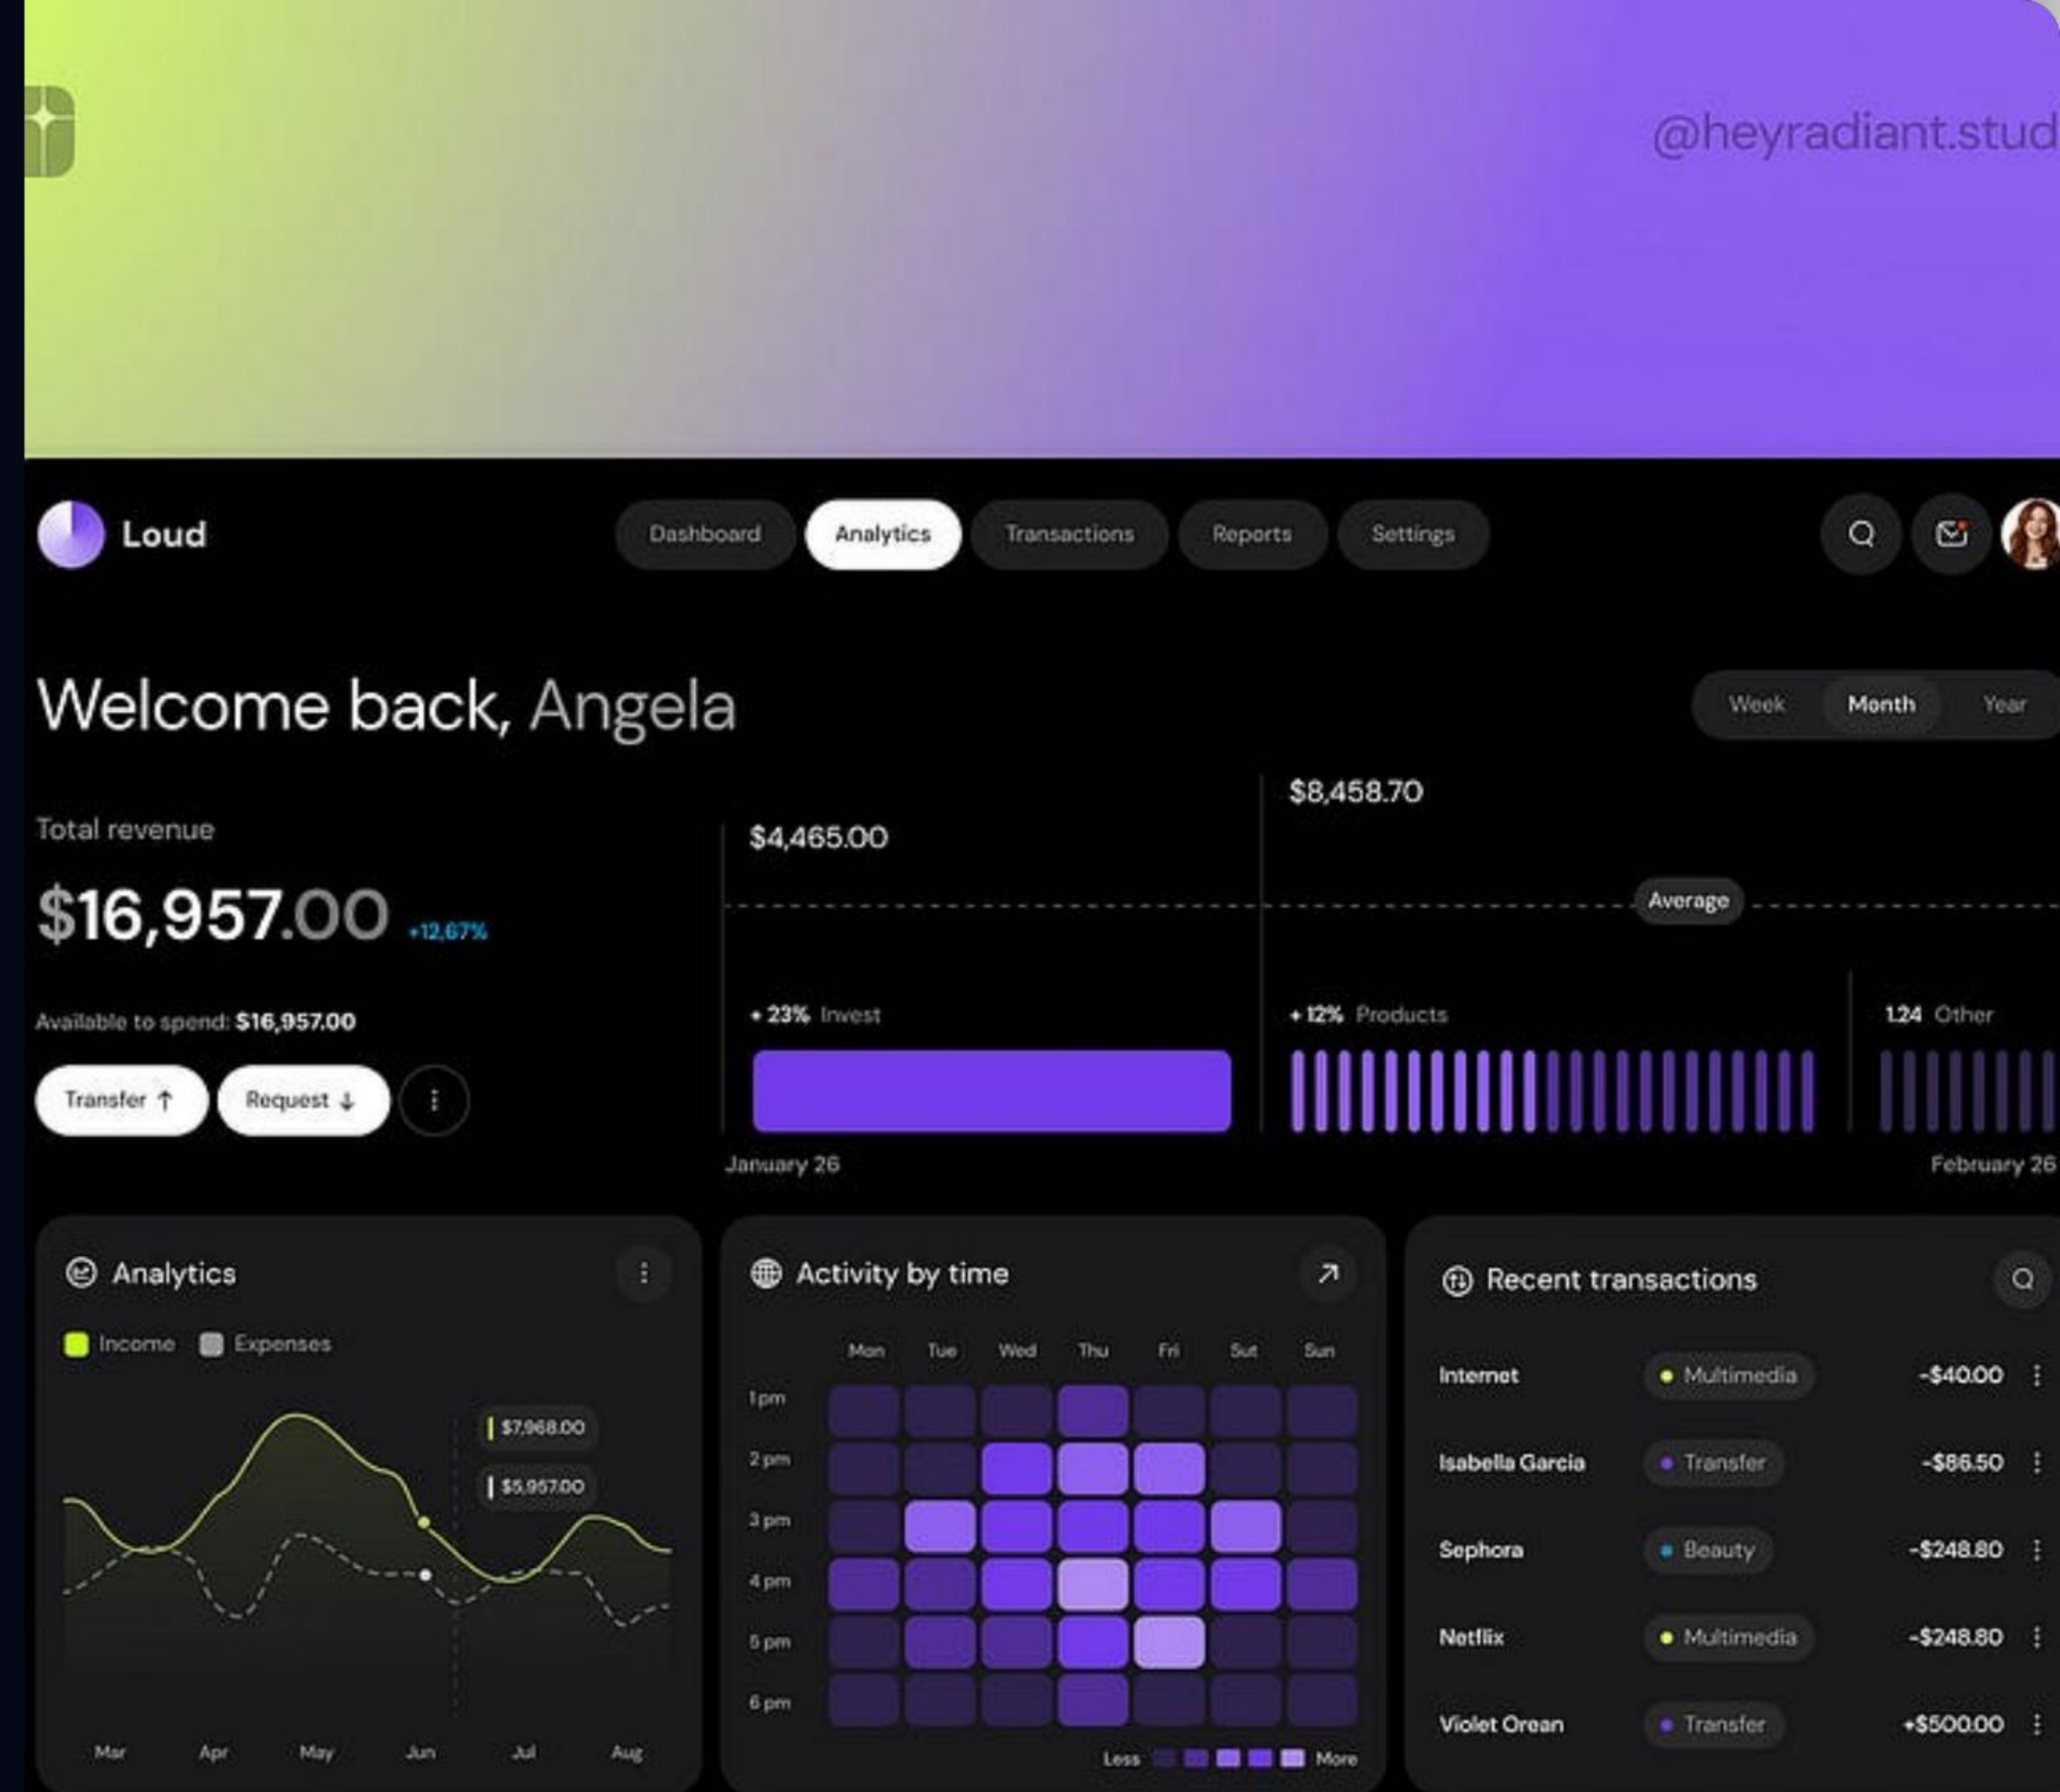 @heyradiant.stud
Loud
Dashboard
Analytics
Transactions
Reports
Settings
Welcome back, Angela
Week
Month
Year
Total revenue
$16,957.00 +12,67%
Available to spend: $16,957.00
Transfer ↑
Request ↓
$4,465.00
$8,458.70
Average
+ 23% Invest
+ 12% Products
1.24 Other
January 26
February 26
Analytics
Income
Expenses
$7,968.00
$5,957.00
Mar Apr May Jun Jul Aug
Activity by time
Mon Tue Wed Thu Fri Sut Sun
1 pm
2 pm
3 pm
4 pm
5 pm
6 pm
Less
More
Recent transactions
Internet Multimedia -$40.00
Isabella Garcia Transfer -$86.50
Sephora Beauty -$248.80
Netflix Multimedia -$248.80
Violet Orean Transfer +$500.00